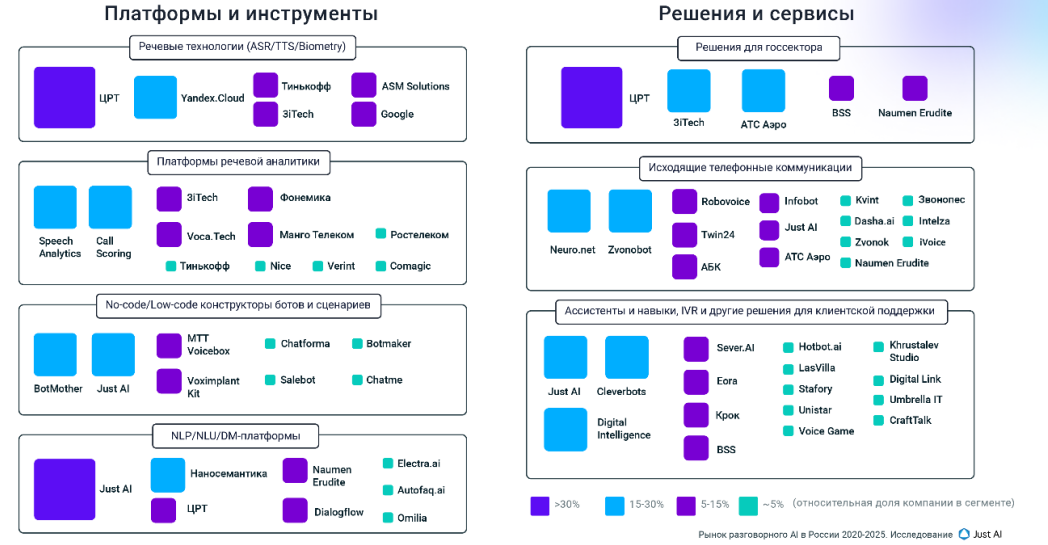 Платформы и инструменты
Речевые технологии (ASR/TTS/Biometry)
ЦРТ
Yandex.Cloud
Тинькофф
ASM Solutions
3iTech
Google
Платформы речевой аналитики
Speech
Analytics
Call
Scoring
3iTech
Фонемика
Voca.Tech
Манго Телеком
Ростелеком
Тинькофф
Nice
Verint
Comagic
No-code/Low-code конструкторы ботов и сценариев
BotMother
Just AI
MTT
Voicebox
Chatforma
Botmaker
Voximplant
Kit
Salebot
Chatme
NLP/NLU/DM-платформы
Just AI
Наносемантика
ЦРТ
Naumen
Erudite
Dialogflow
Electra.ai
Autofaq.ai
Omilia
Решения и сервисы
Решения для госсектора
ЦРТ
3iTech
АТС Аэро
BSS
Naumen Erudite
Исходящие телефонные коммуникации
Neuro.net
Zvonobot
Robovoice
Twin24
АБК
Infobot
Just AI
АТС Аэро
Kvint
Звонопес
Dasha.ai
Intelza
Zvonok
iVoice
Naumen Erudite
Ассистенты и навыки, IVR и другие решения для клиентской поддержки
Just AI
Cleverbots
Digital
Intelligence
Sever.AI
Eora
Крок
BSS
Hotbot.ai
LasVilla
Stafory
Unistar
Voice Game
Khrustalev
Studio
Digital Link
Umbrella IT
CraftTalk
>30%
15-30%
5-15%
~5%
(относительная доля компании в сегменте)
Рынок разговорного AI в России 2020-2025. Исследование Just AI